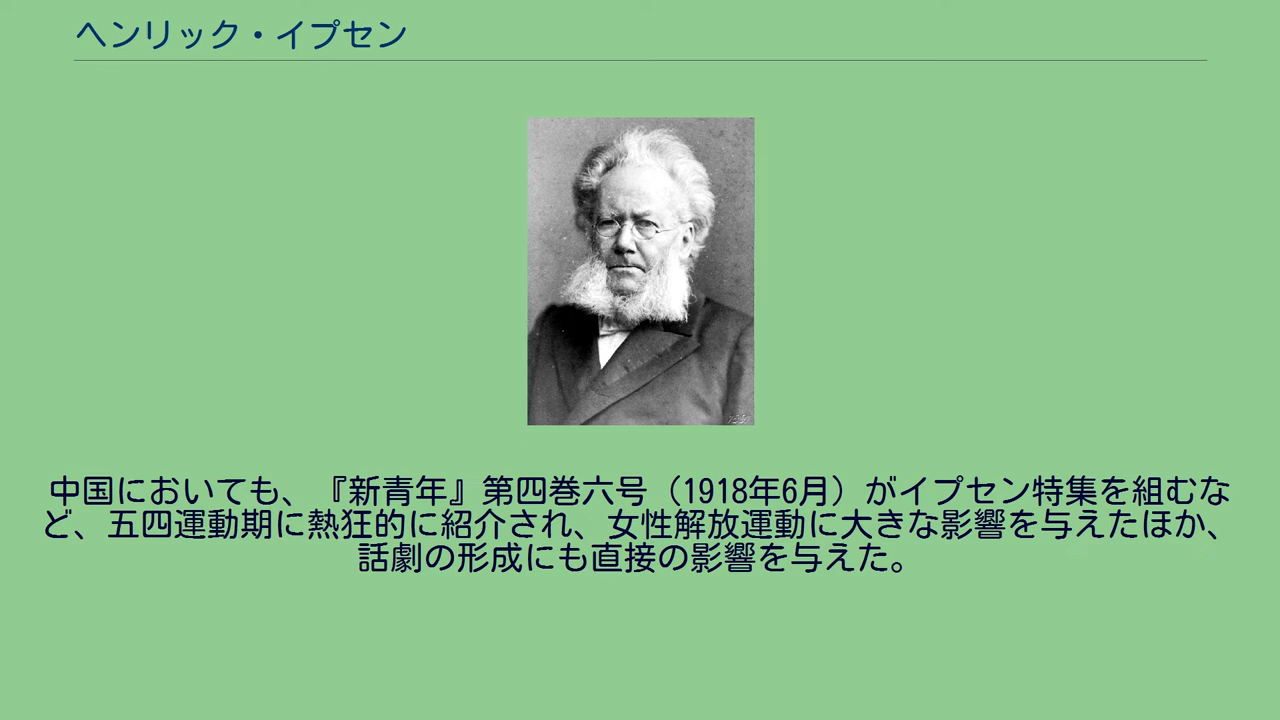 ヘンリック・イプセン
中国においても、『新青年』第四巻六号（1918年6月）がイプセン特集を組むな
ど、五四運動期に熱狂的に紹介され、女性解放運動に大きな影響を与えたほか、
話劇の形成にも直接の影響を与えた。